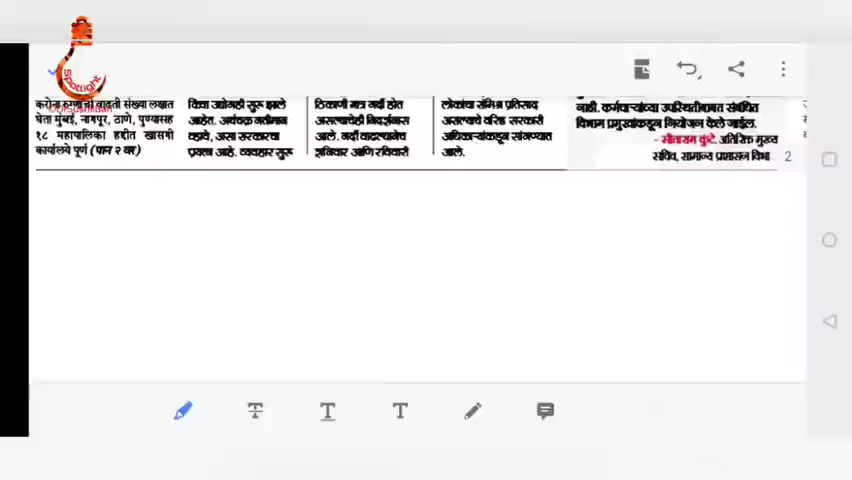 Spotlight
करोना रुग्णांची वाढती संख्या लक्षात
घेता मुंबई, नागपूर, ठाणे, पुण्यासह
१८ महापालिका हद्दीत खासगी
कार्यालये पूर्ण (पान २ वर)
किंवा उद्योगही सुरू झाले
आहेत. अर्थचक्र गतीमान
व्हावे, असा सरकारचा
प्रयत्न आहे. व्यवहार सुरू
ठिकाणी मात्र गर्दी होत
असल्याचेही निदर्शनास
आले. गर्दी वाढल्यानेच
शनिवार आणि रविवारी
लोकांचा संमिश्र प्रतिसाद
असल्याचे वरिष्ठ सरकारी
अधिकाऱ्यांकडून सांगण्यात
आले.
नाही. कर्मचाऱ्यांच्या उपस्थितीबाबत संबंधित
विभाग प्रमुखांकडून नियोजन केले जाईल.
- सीताराम कुंटे, अतिरिक्त मुख्य
सचिव, सामान्य प्रशासन विभा
2